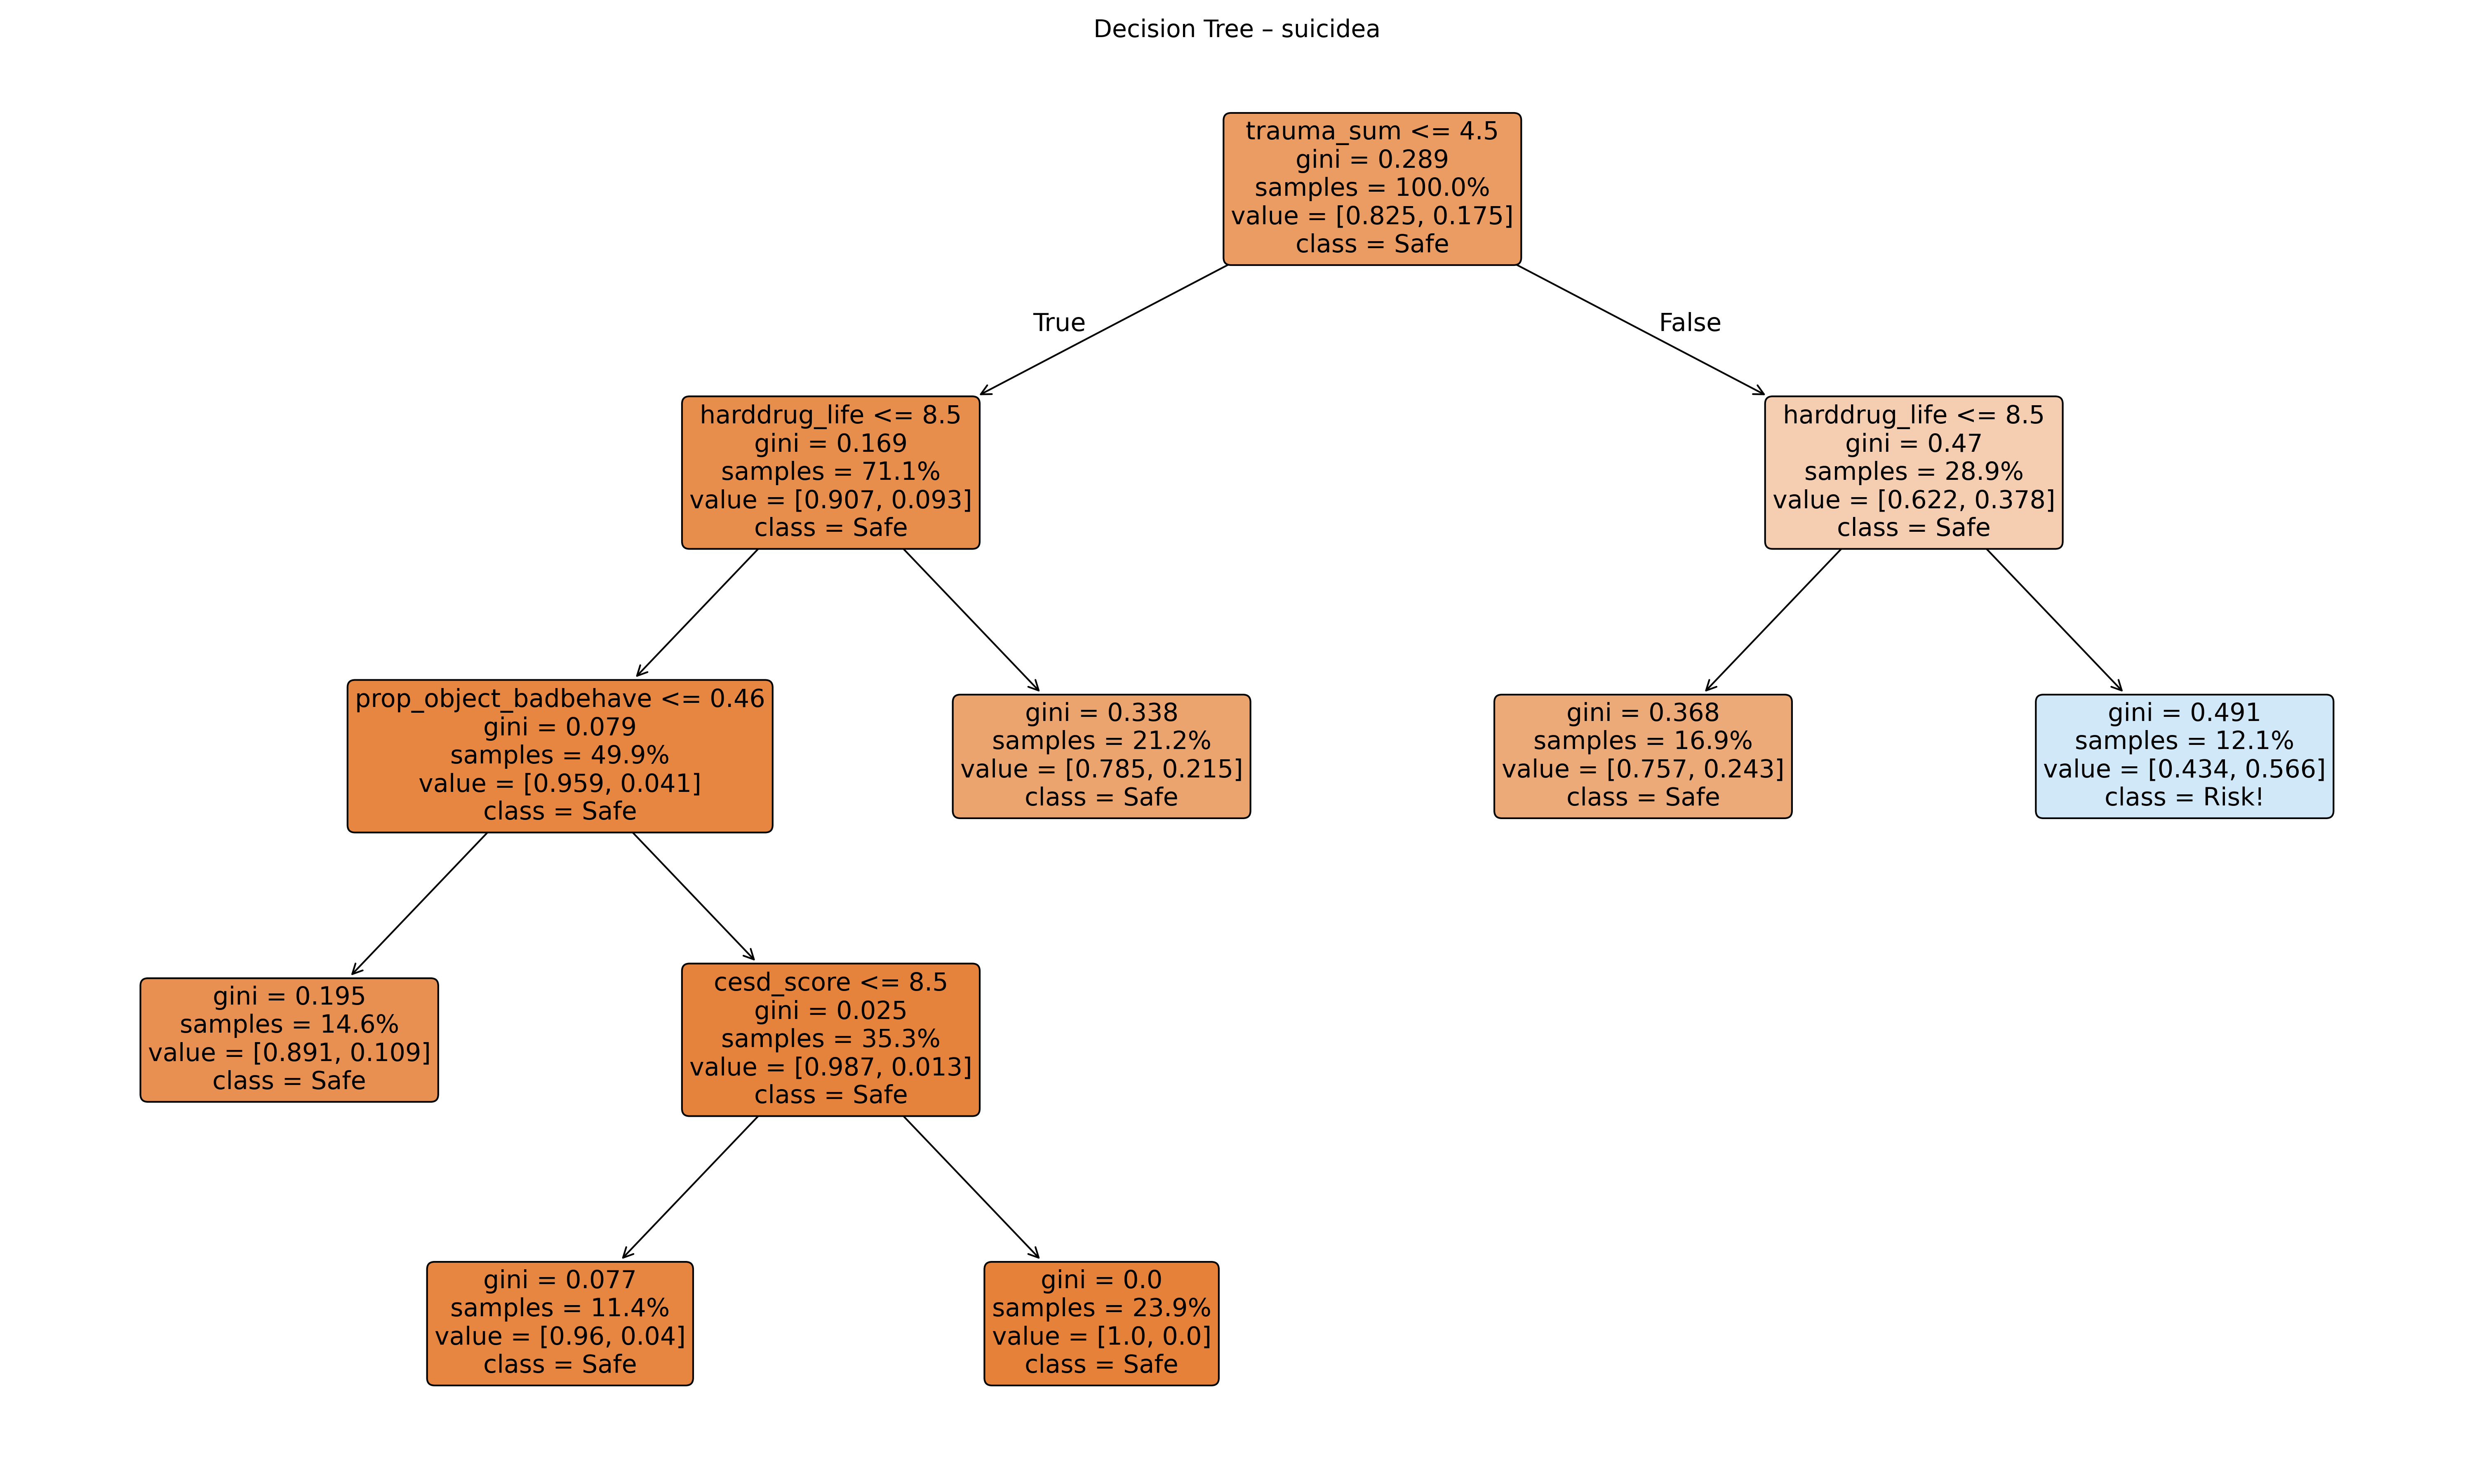 Decision Tree – suicidea
trauma_sum <= 4.5
gini = 0.289
samples = 100.0%
value = [0.825, 0.175]
class = Safe
True
False
harddrug_life <= 8.5
gini = 0.169
samples = 71.1%
value = [0.907, 0.093]
class = Safe
harddrug_life <= 8.5
gini = 0.47
samples = 28.9%
value = [0.622, 0.378]
class = Safe
prop_object_badbehave <= 0.46
gini = 0.079
samples = 49.9%
value = [0.959, 0.041]
class = Safe
gini = 0.338
samples = 21.2%
value = [0.785, 0.215]
class = Safe
gini = 0.368
samples = 16.9%
value = [0.757, 0.243]
class = Safe
gini = 0.491
samples = 12.1%
value = [0.434, 0.566]
class = Risk!
gini = 0.195
samples = 14.6%
value = [0.891, 0.109]
class = Safe
cesd_score <= 8.5
gini = 0.025
samples = 35.3%
value = [0.987, 0.013]
class = Safe
gini = 0.077
samples = 11.4%
value = [0.96, 0.04]
class = Safe
gini = 0.0
samples = 23.9%
value = [1.0, 0.0]
class = Safe